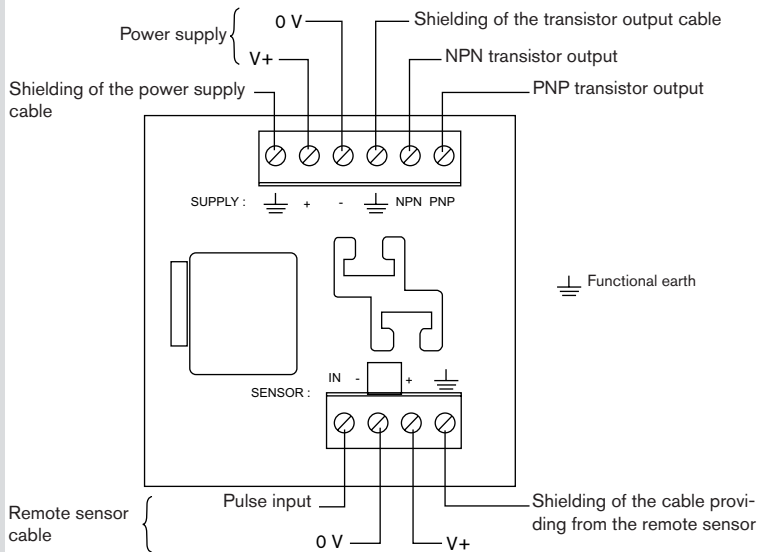 0 V
Shielding of the transistor output cable
Power supply
V+
NPN transistor output
Shielding of the power supply
cable
PNP transistor output
SUPPLY : + - NPN PNP
Functional earth
IN - +
SENSOR :
Pulse input
Shielding of the cable provi-
ding from the remote sensor
Remote sensor
cable
0 V
V+